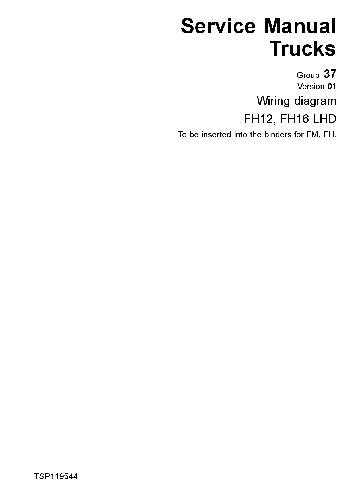 Service Manual
Trucks
Group 37
Version 01
Wiring diagram
FH12, FH16 LHD
To be inserted into the binders for FM, FH.
TSP119544